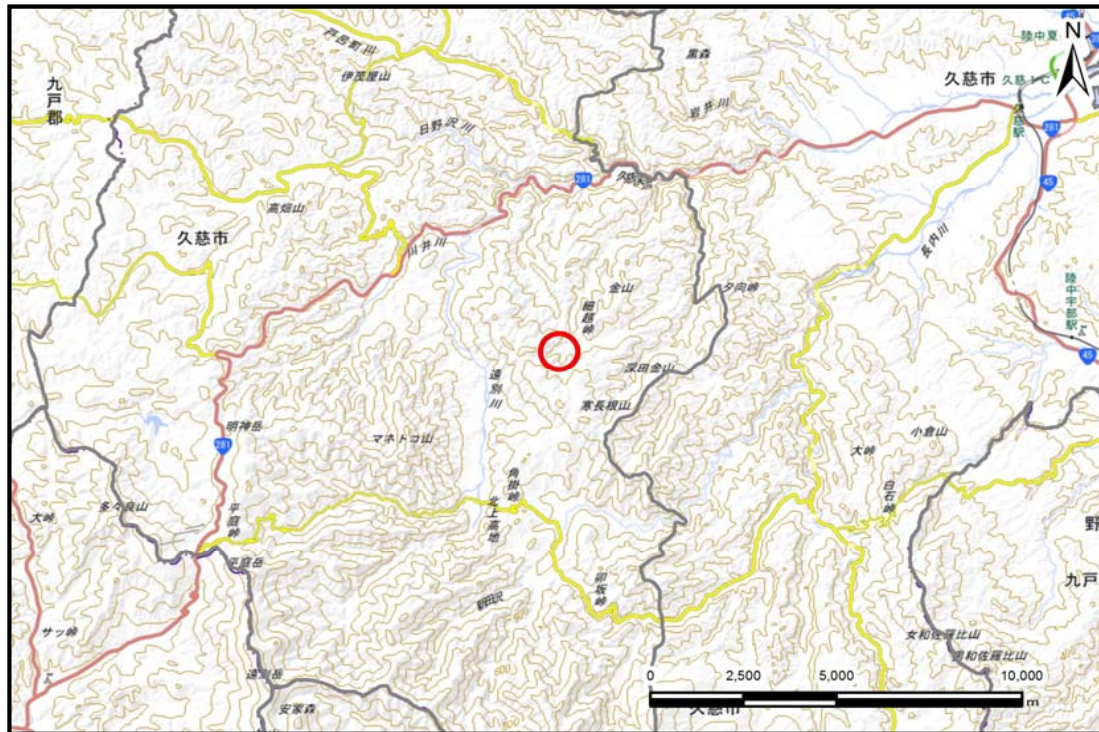 戸呂町川
黒森
45
陸中夏
N
伊茂屋山
久慈市
久慈IC
九戸郡
岩井川
日野沢川
久慈駅
281
281
45
高畑山
久慈市
川井川
長内川
金山
夕向峠
細越峠
陸中宇部駅
遠別川
深田金山
45
寒長根山
明神岳
マネトコ山
小倉山
大峠
281
角掛峠
白石峠
多々良山
大峠
平庭峠
北上高地
野
平庭岳
卯坂峠
九戸
サッ峠
女和佐羅比山
男和佐羅比山
遠別岳
0 2,500 5,000 10,000
m
安家森
久慈市